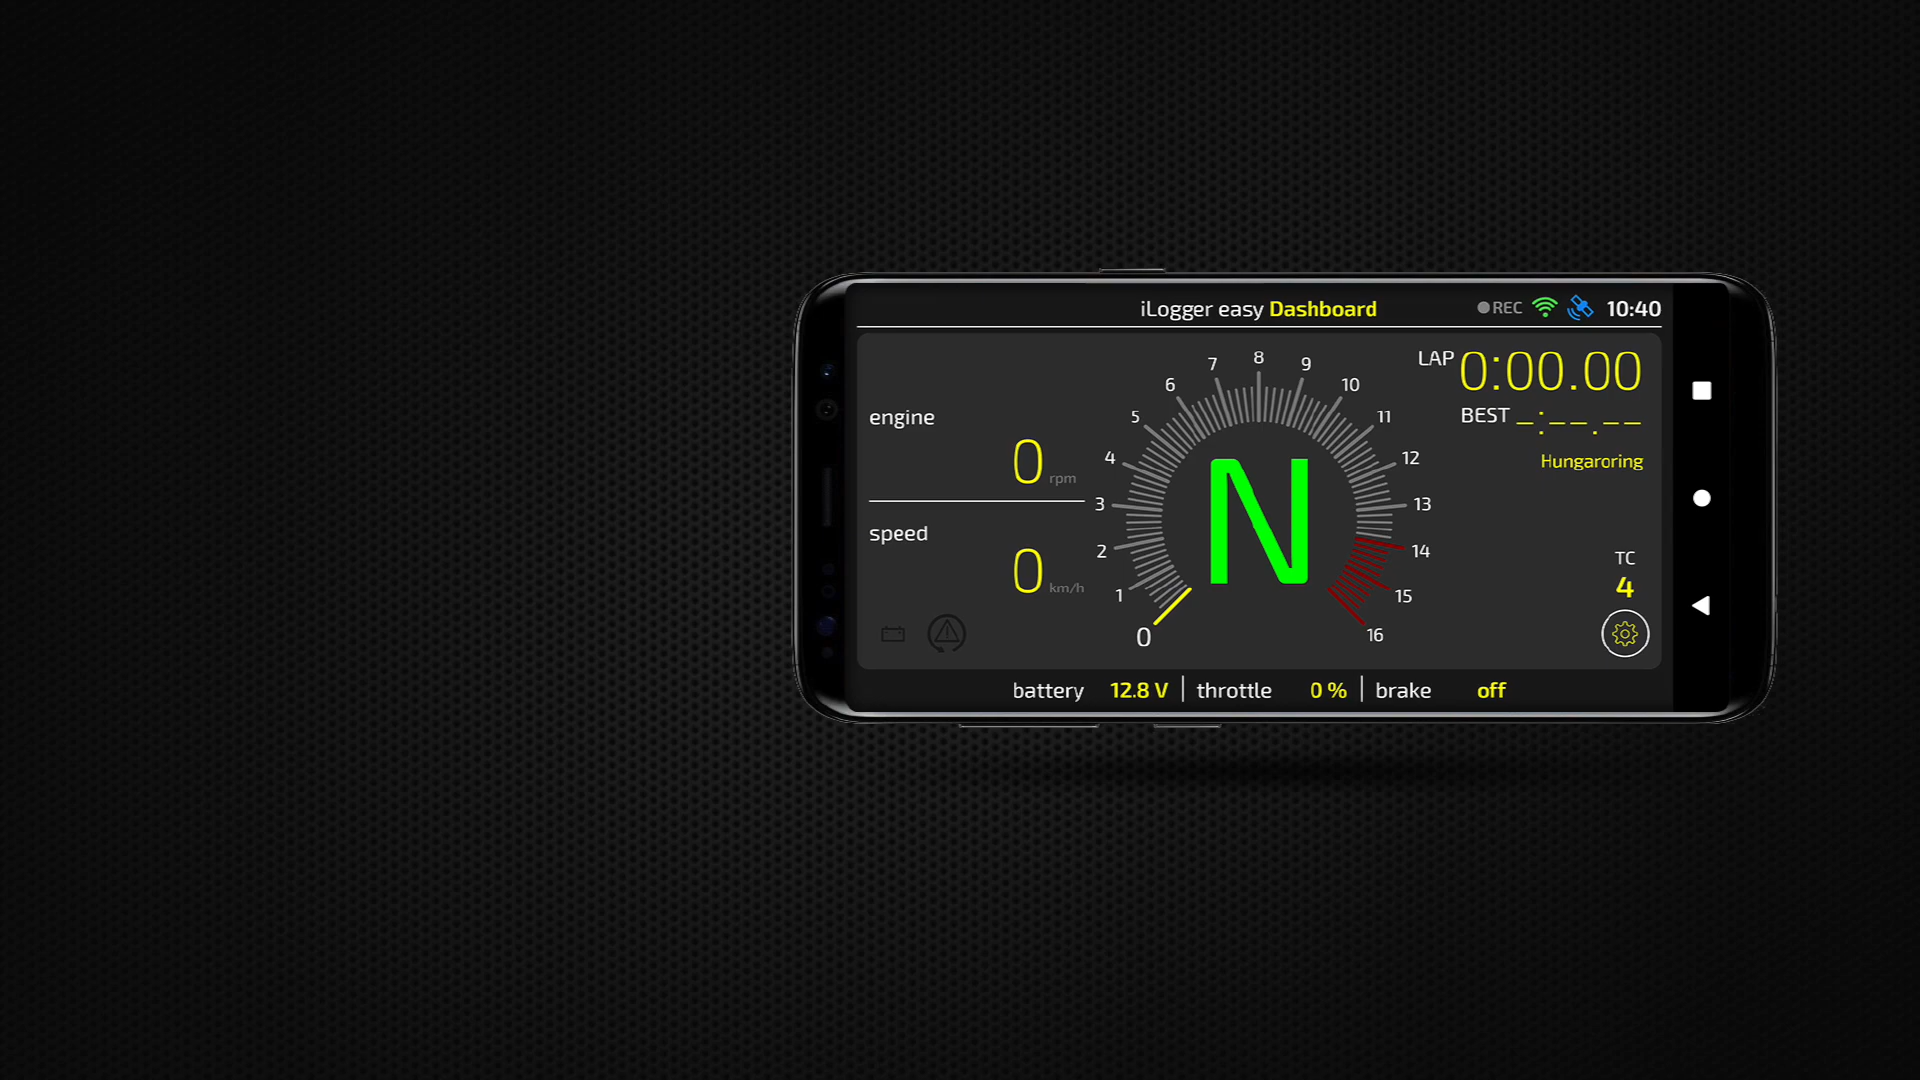 iLogger easy Dashboard
REC 10:40
LAP 0:00.00
BEST -:--.--
Hungaroring
engine
0 rpm
speed
0 km/h
0
1
2
3
4
5
6
7
8
9
10
11
12
13
14
15
16
N
TC
4
battery 12.8 V throttle 0 % brake off